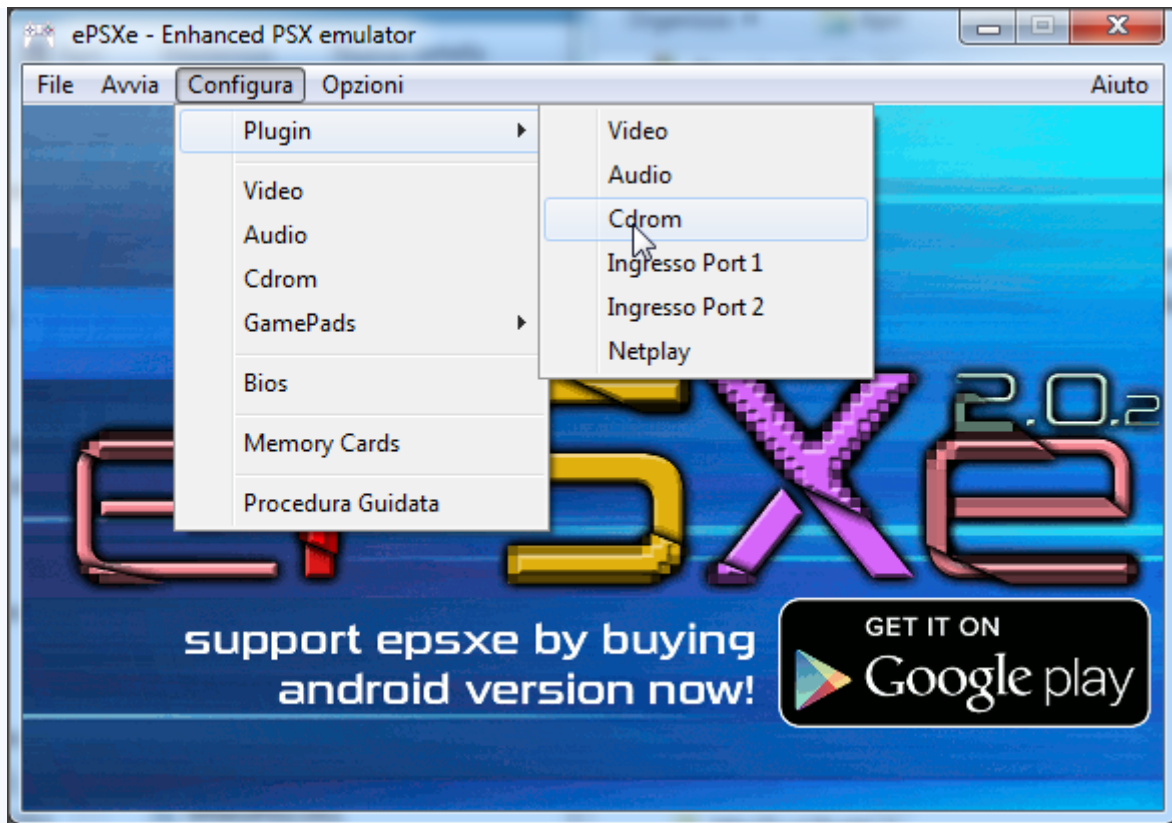 ePSXe - Enhanced PSX emulator
File Avvia Configura Opzioni Aiuto
Plugin
Video
Audio
Cdrom
GamePads
Bios
Memory Cards
Procedura Guidata
Video
Audio
Cdrom
Ingresso Port 1
Ingresso Port 2
Netplay
ePSXe 2.0.2
support epsxe by buying
android version now!
GET IT ON
Google play